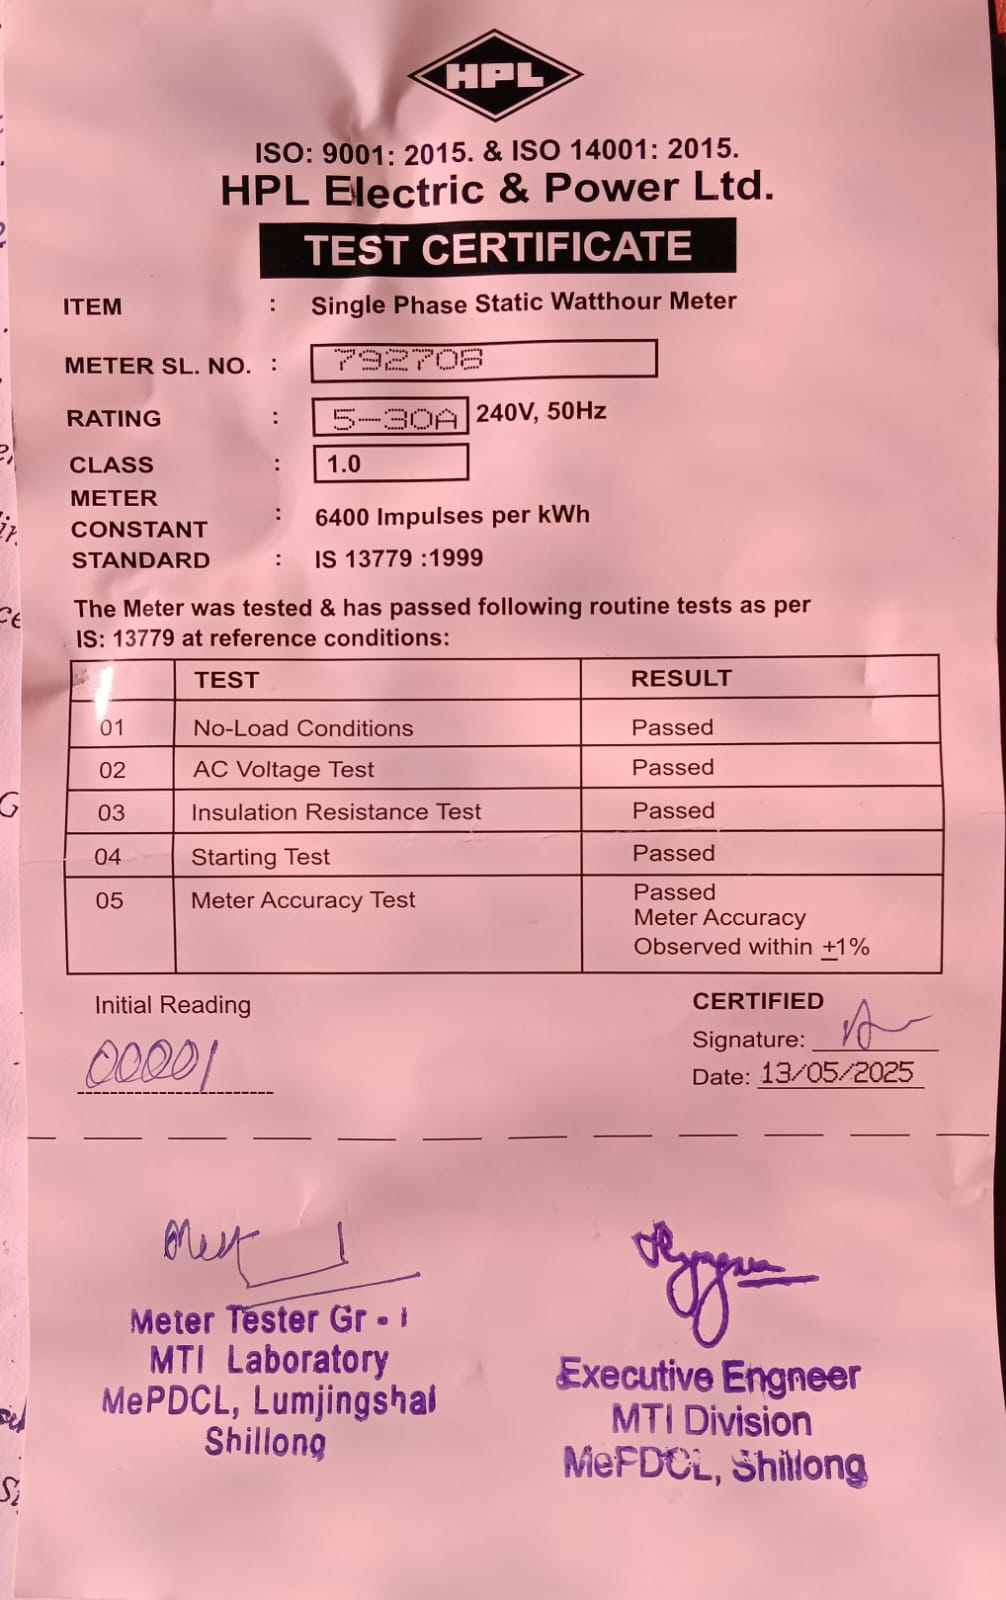 HPL
ISO: 9001: 2015. & ISO 14001: 2015.
HPL Electric & Power Ltd.
TEST CERTIFICATE
ITEM : Single Phase Static Watthour Meter
METER SL. NO. : 792708
RATING : 5-30A 240V, 50Hz
CLASS : 1.0
METER
CONSTANT : 6400 Impulses per kWh
STANDARD : IS 13779 :1999
The Meter was tested & has passed following routine tests as per
IS: 13779 at reference conditions:
TEST RESULT
01 No-Load Conditions Passed
02 AC Voltage Test Passed
03 Insulation Resistance Test Passed
04 Starting Test Passed
05 Meter Accuracy Test Passed
Meter Accuracy
Observed within ±1%
Initial Reading
00001
CERTIFIED
Signature:
Date: 13/05/2025
Meter Tester Gr - I
MTI Laboratory
MePDCL, Lumjingshai
Shillong
Executive Engneer
MTI Division
MePDCL, Shillong